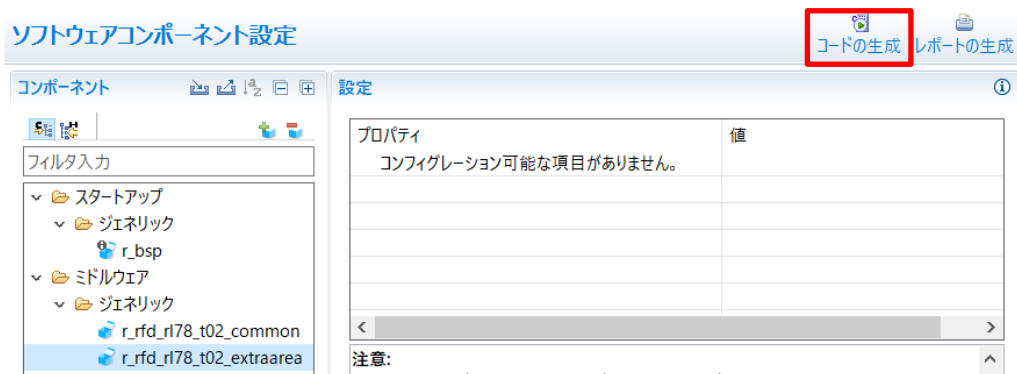 ソフトウェアコンポーネント設定
コードの生成 レポートの生成
コンポーネント
設定
フィルタ入力
プロパティ 値
コンフィグレーション可能な項目がありません。
スタートアップ
ジェネリック
r_bsp
ミドルウェア
ジェネリック
r_rfd_rl78_t02_common
r_rfd_rl78_t02_extraarea
注意: